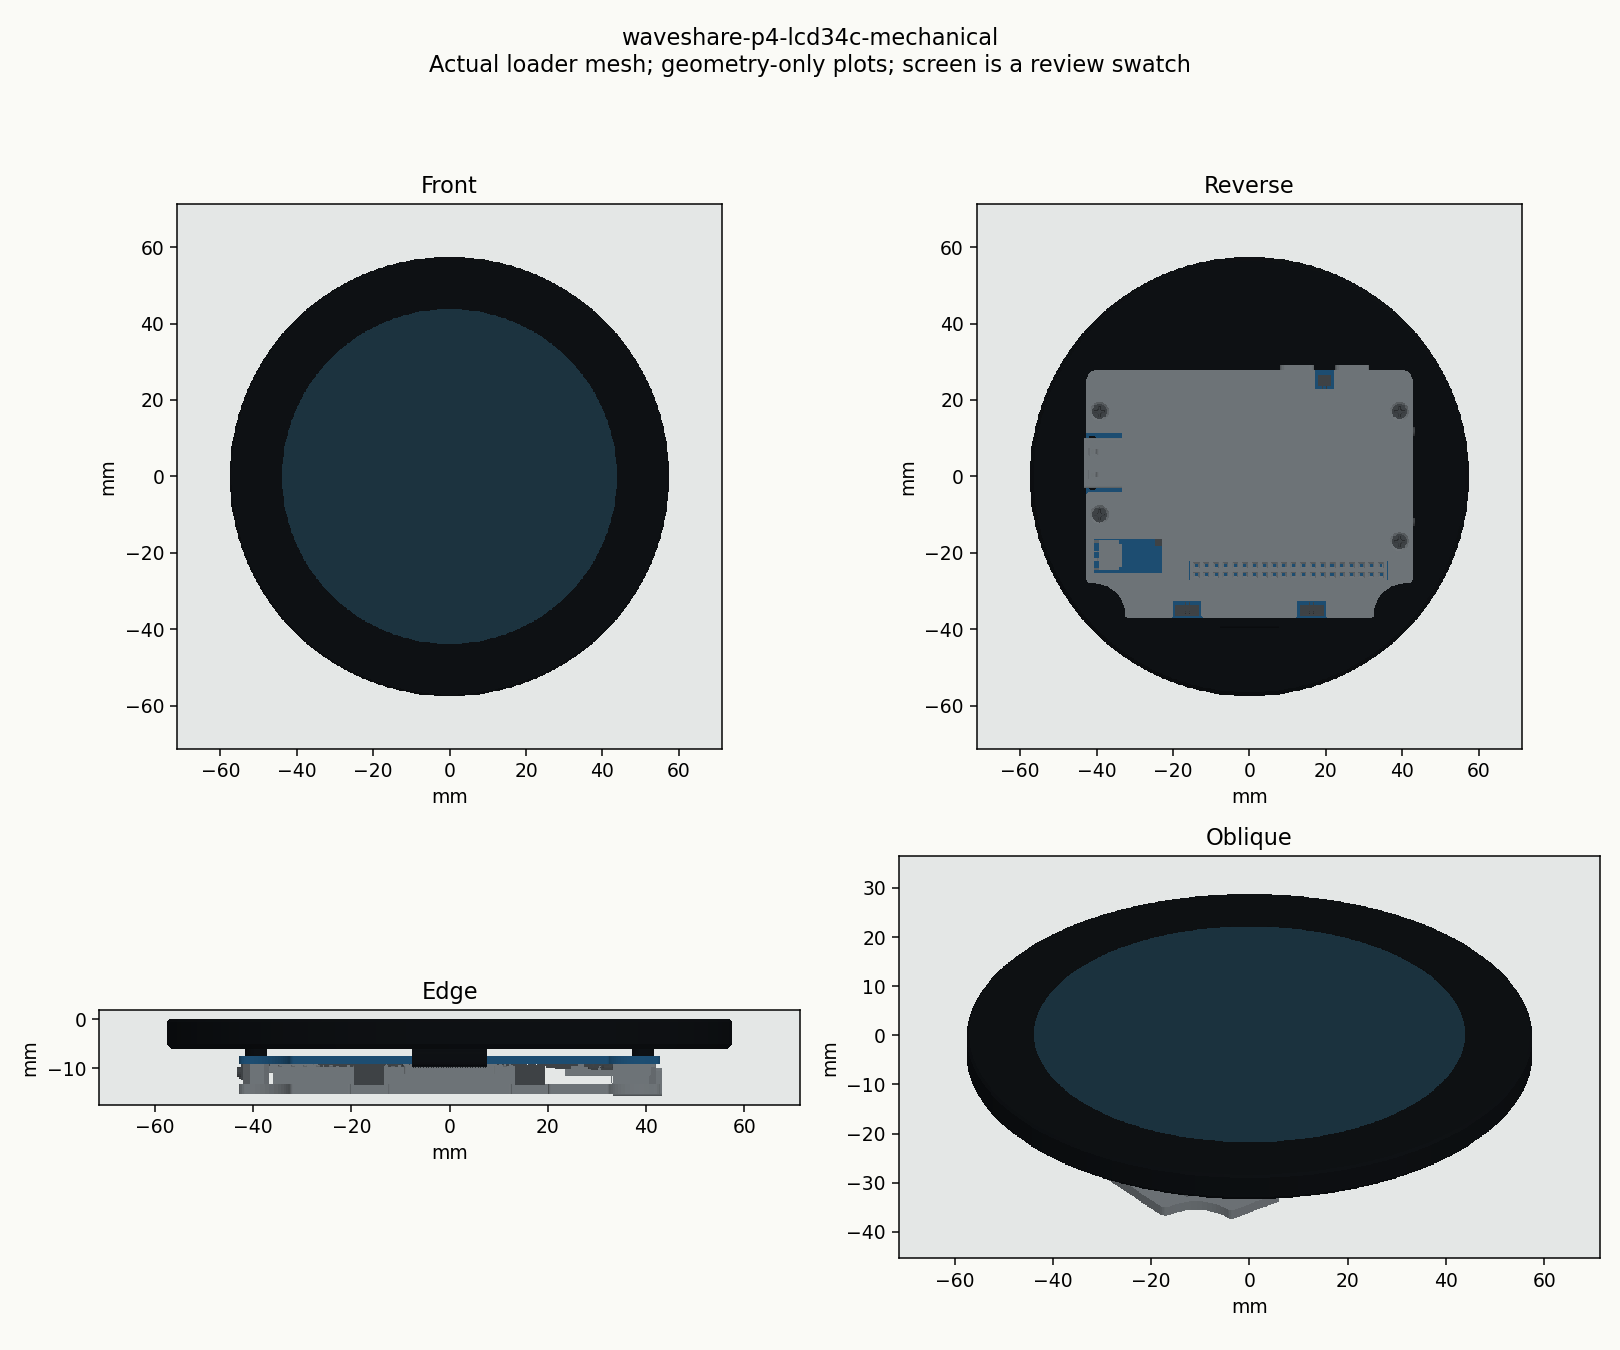 waveshare-p4-lcd34c-mechanical
Actual loader mesh; geometry-only plots; screen is a review swatch
Front
60
40
20
0
−20
−40
−60
mm
−60 −40 −20 0 20 40 60
mm
Reverse
60
40
20
0
−20
−40
−60
mm
−60 −40 −20 0 20 40 60
mm
Edge
0
−10
mm
−60 −40 −20 0 20 40 60
mm
Oblique
30
20
10
0
−10
−20
−30
−40
mm
−60 −40 −20 0 20 40 60
mm